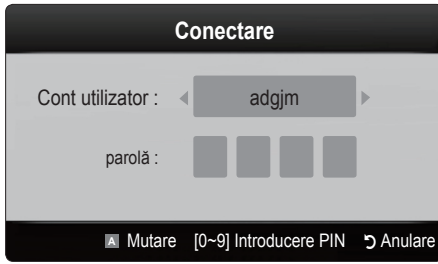 Conectare
Cont utilizator : adgjm
parolă :
A Mutare [0~9] Introducere PIN Anulare